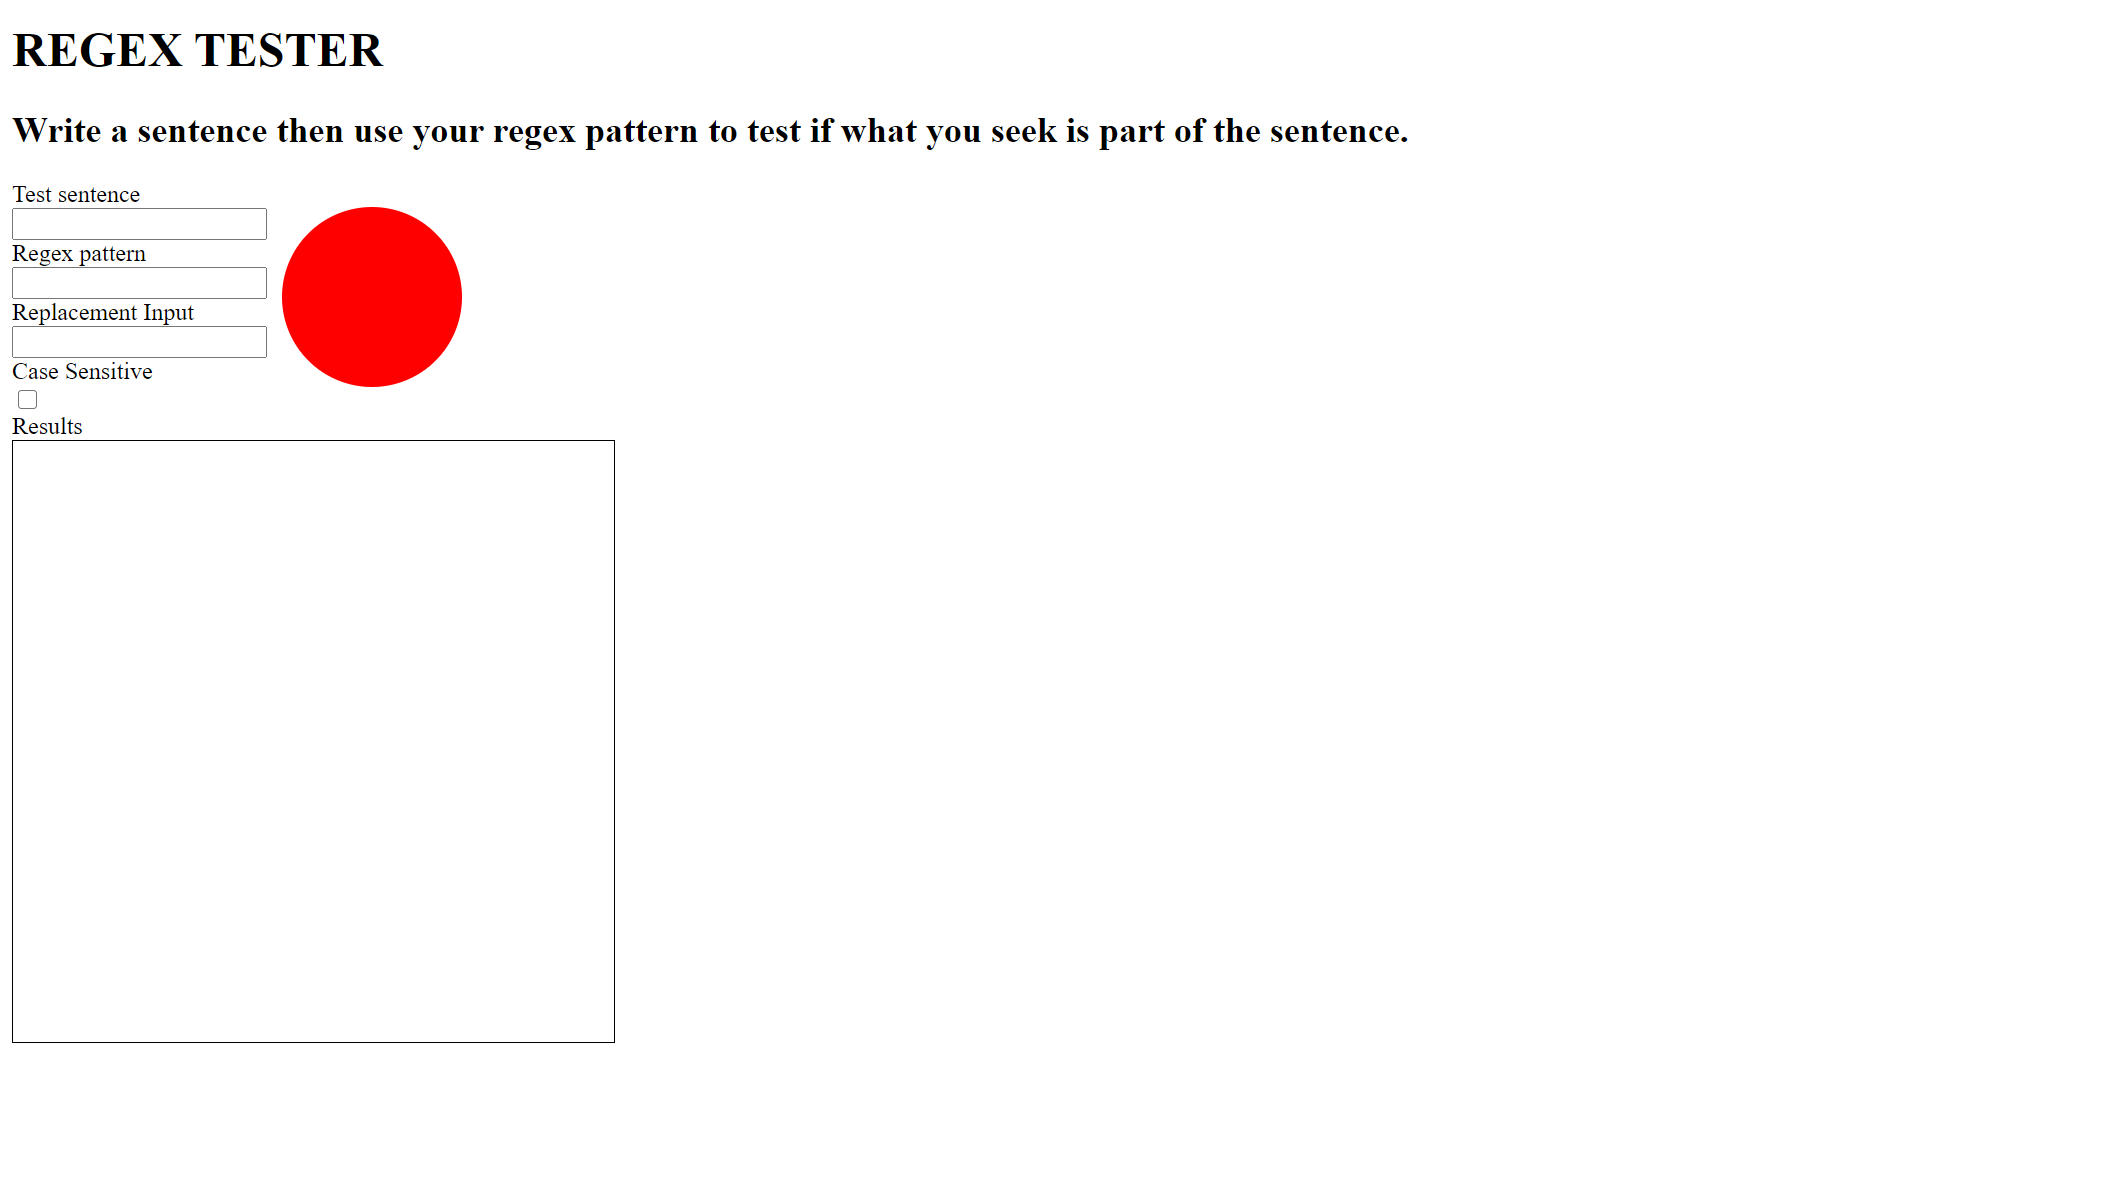 REGEX TESTER
Write a sentence then use your regex pattern to test if what you seek is part of the sentence.
Test sentence
Regex pattern
Replacement Input
Case Sensitive
Results